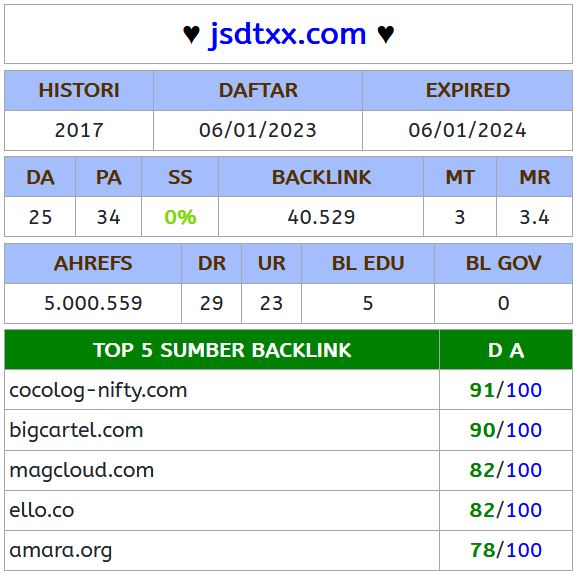 ♥ jsdtxx.com ♥
HISTORI DAFTAR EXPIRED
2017 06/01/2023 06/01/2024
DA PA SS BACKLINK MT MR
25 34 0% 40.529 3 3.4
AHREFS DR UR BL EDU BL GOV
5.000.559 29 23 5 0
TOP 5 SUMBER BACKLINK D A
cocolog-nifty.com 91/100
bigcartel.com 90/100
magcloud.com 82/100
ello.co 82/100
amara.org 78/100